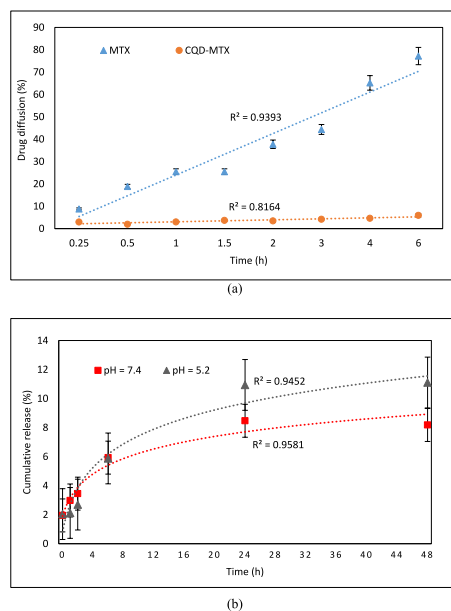 90
80
70
60
50
40
30
20
10
0
Drug diffusion (%)
MTX CQD-MTX
R² = 0.9393
R² = 0.8164
0.25 0.5 1 1.5 2 3 4 6
Time (h)
(a)
14
12
10
8
6
4
2
0
Cumulative release (%)
pH = 7.4 pH = 5.2
R² = 0.9452
R² = 0.9581
0 4 8 12 16 20 24 28 32 36 40 44 48
Time (h)
(b)